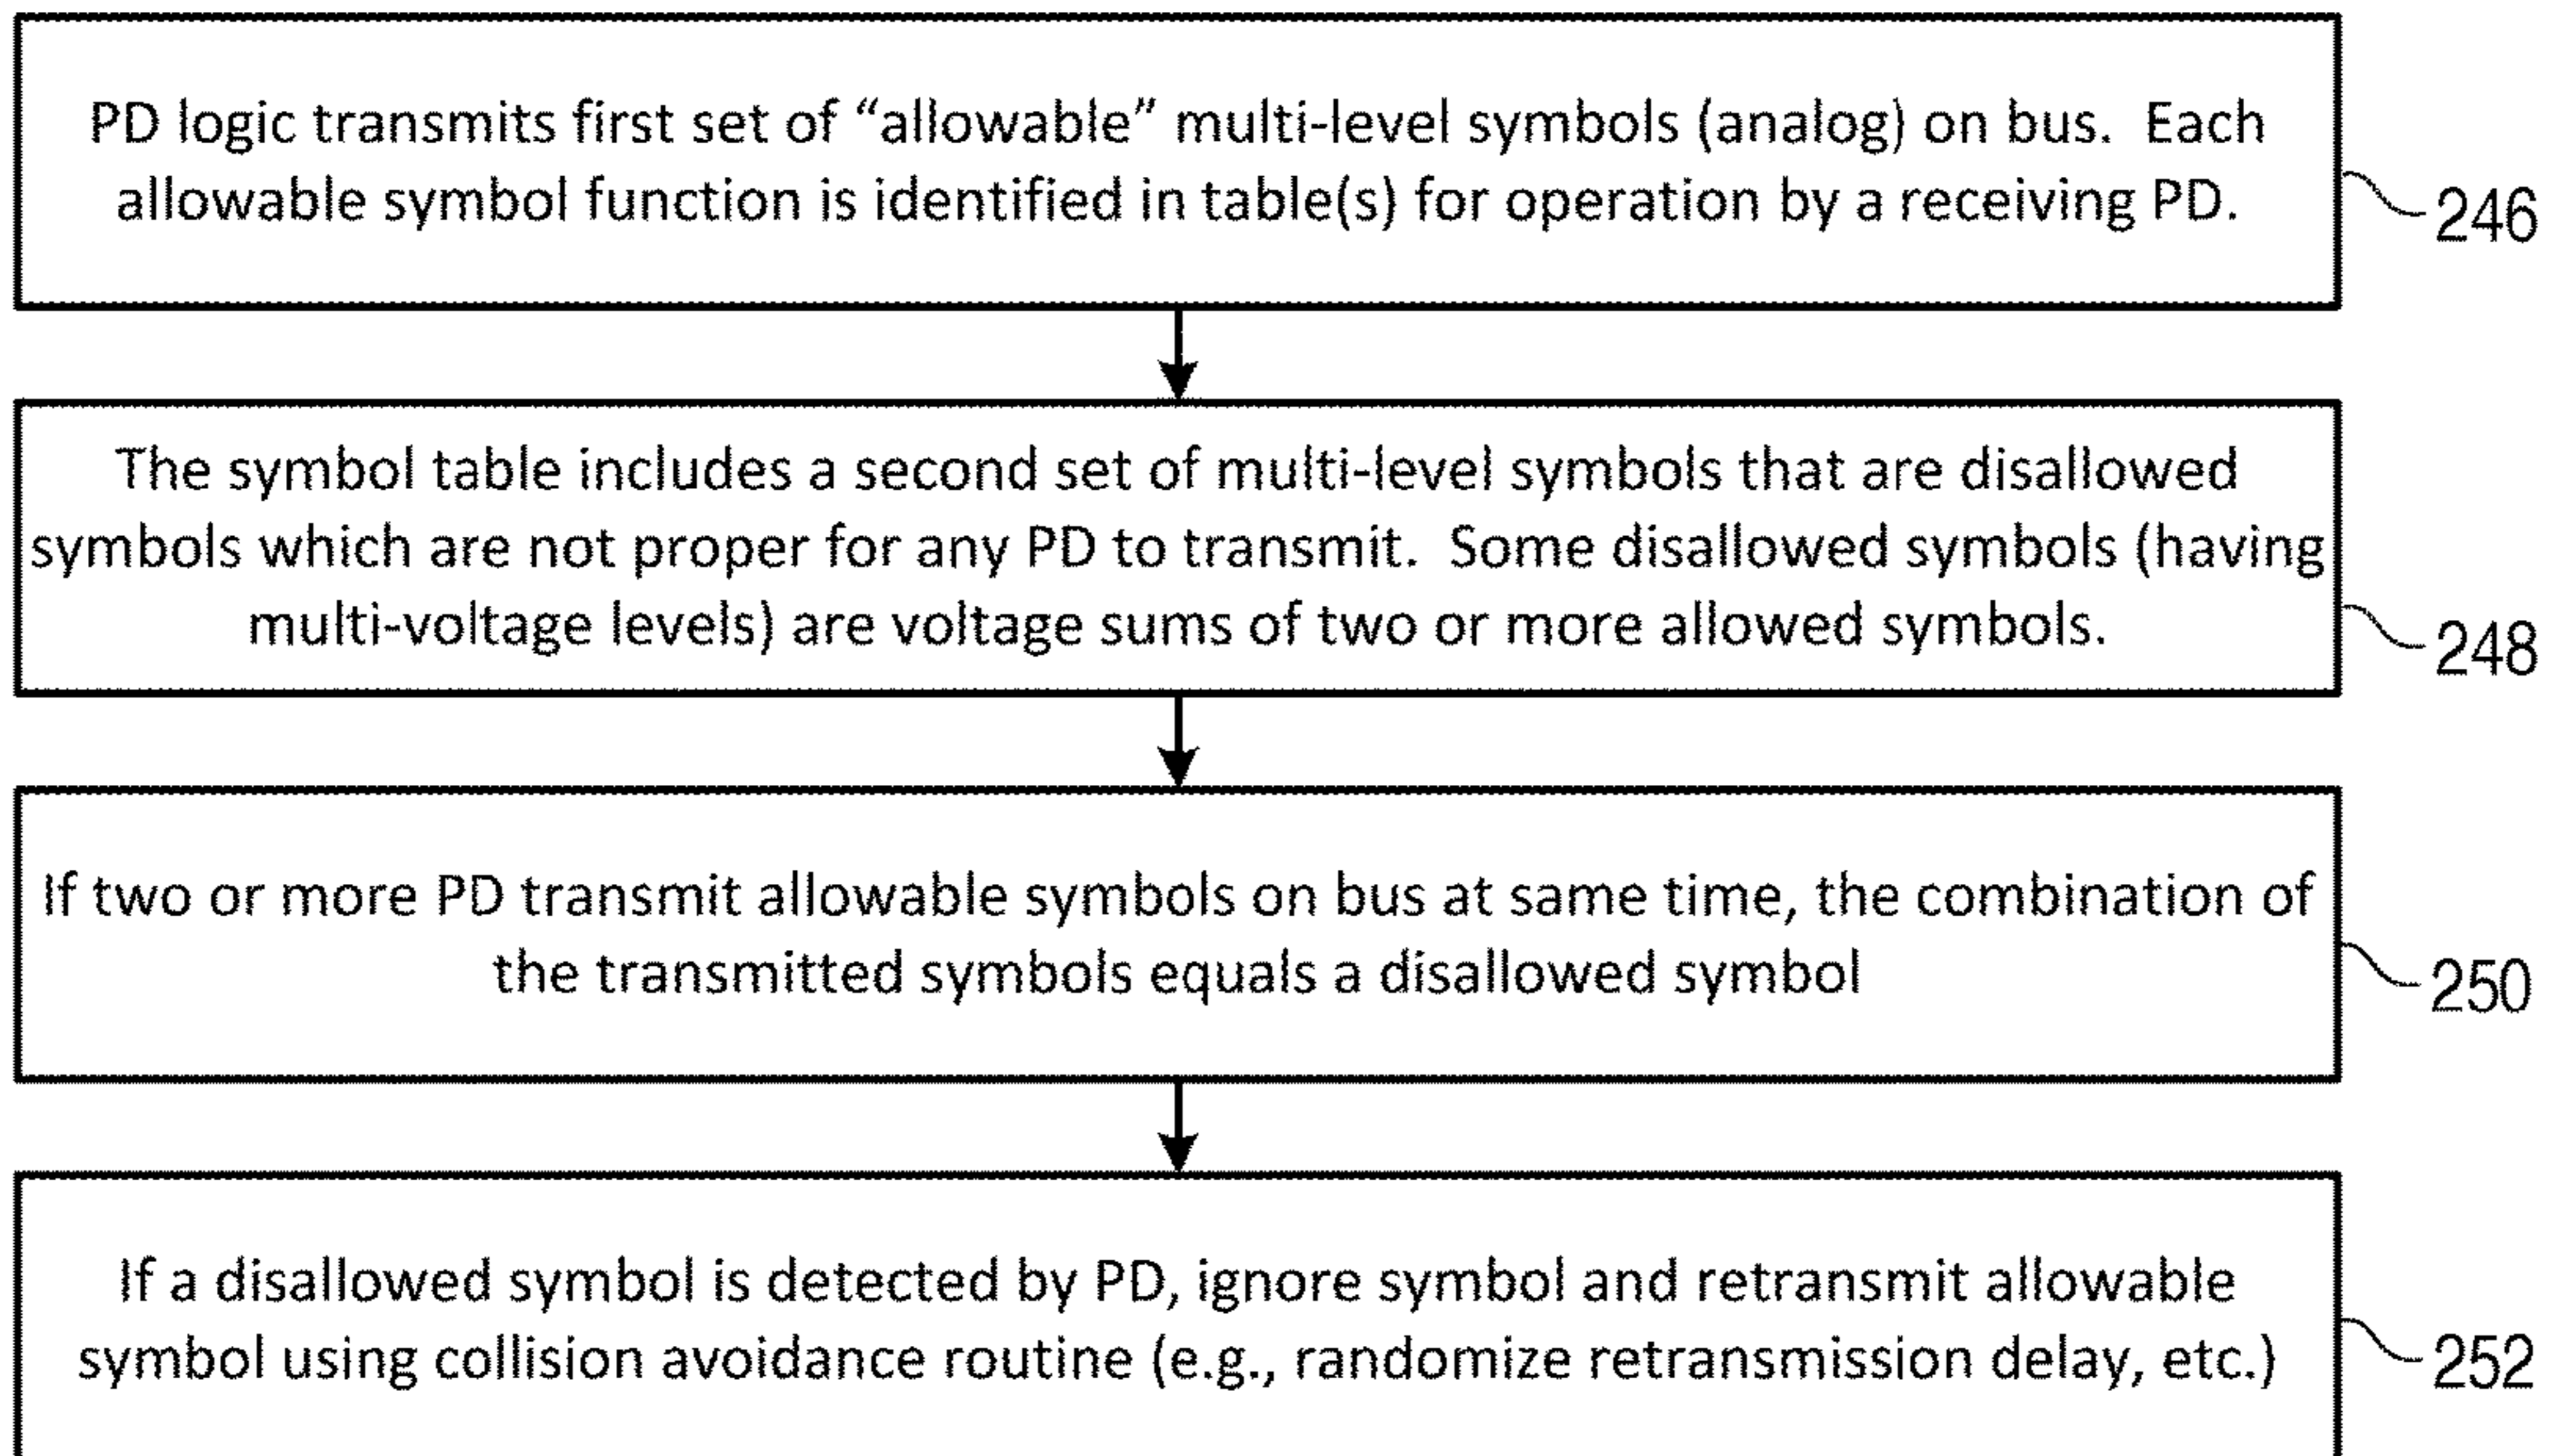 PD logic transmits first set of “allowable” multi-level symbols (analog) on bus.  Each
allowable symbol function is identified in table(s) for operation by a receiving PD.
246
The symbol table includes a second set of multi-level symbols that are disallowed
symbols which are not proper for any PD to transmit.  Some disallowed symbols (having
multi-voltage levels) are voltage sums of two or more allowed symbols.
248
If two or more PD transmit allowable symbols on bus at same time, the combination of
the transmitted symbols equals a disallowed symbol
250
If a disallowed symbol is detected by PD, ignore symbol and retransmit allowable
symbol using collision avoidance routine (e.g., randomize retransmission delay, etc.)
252